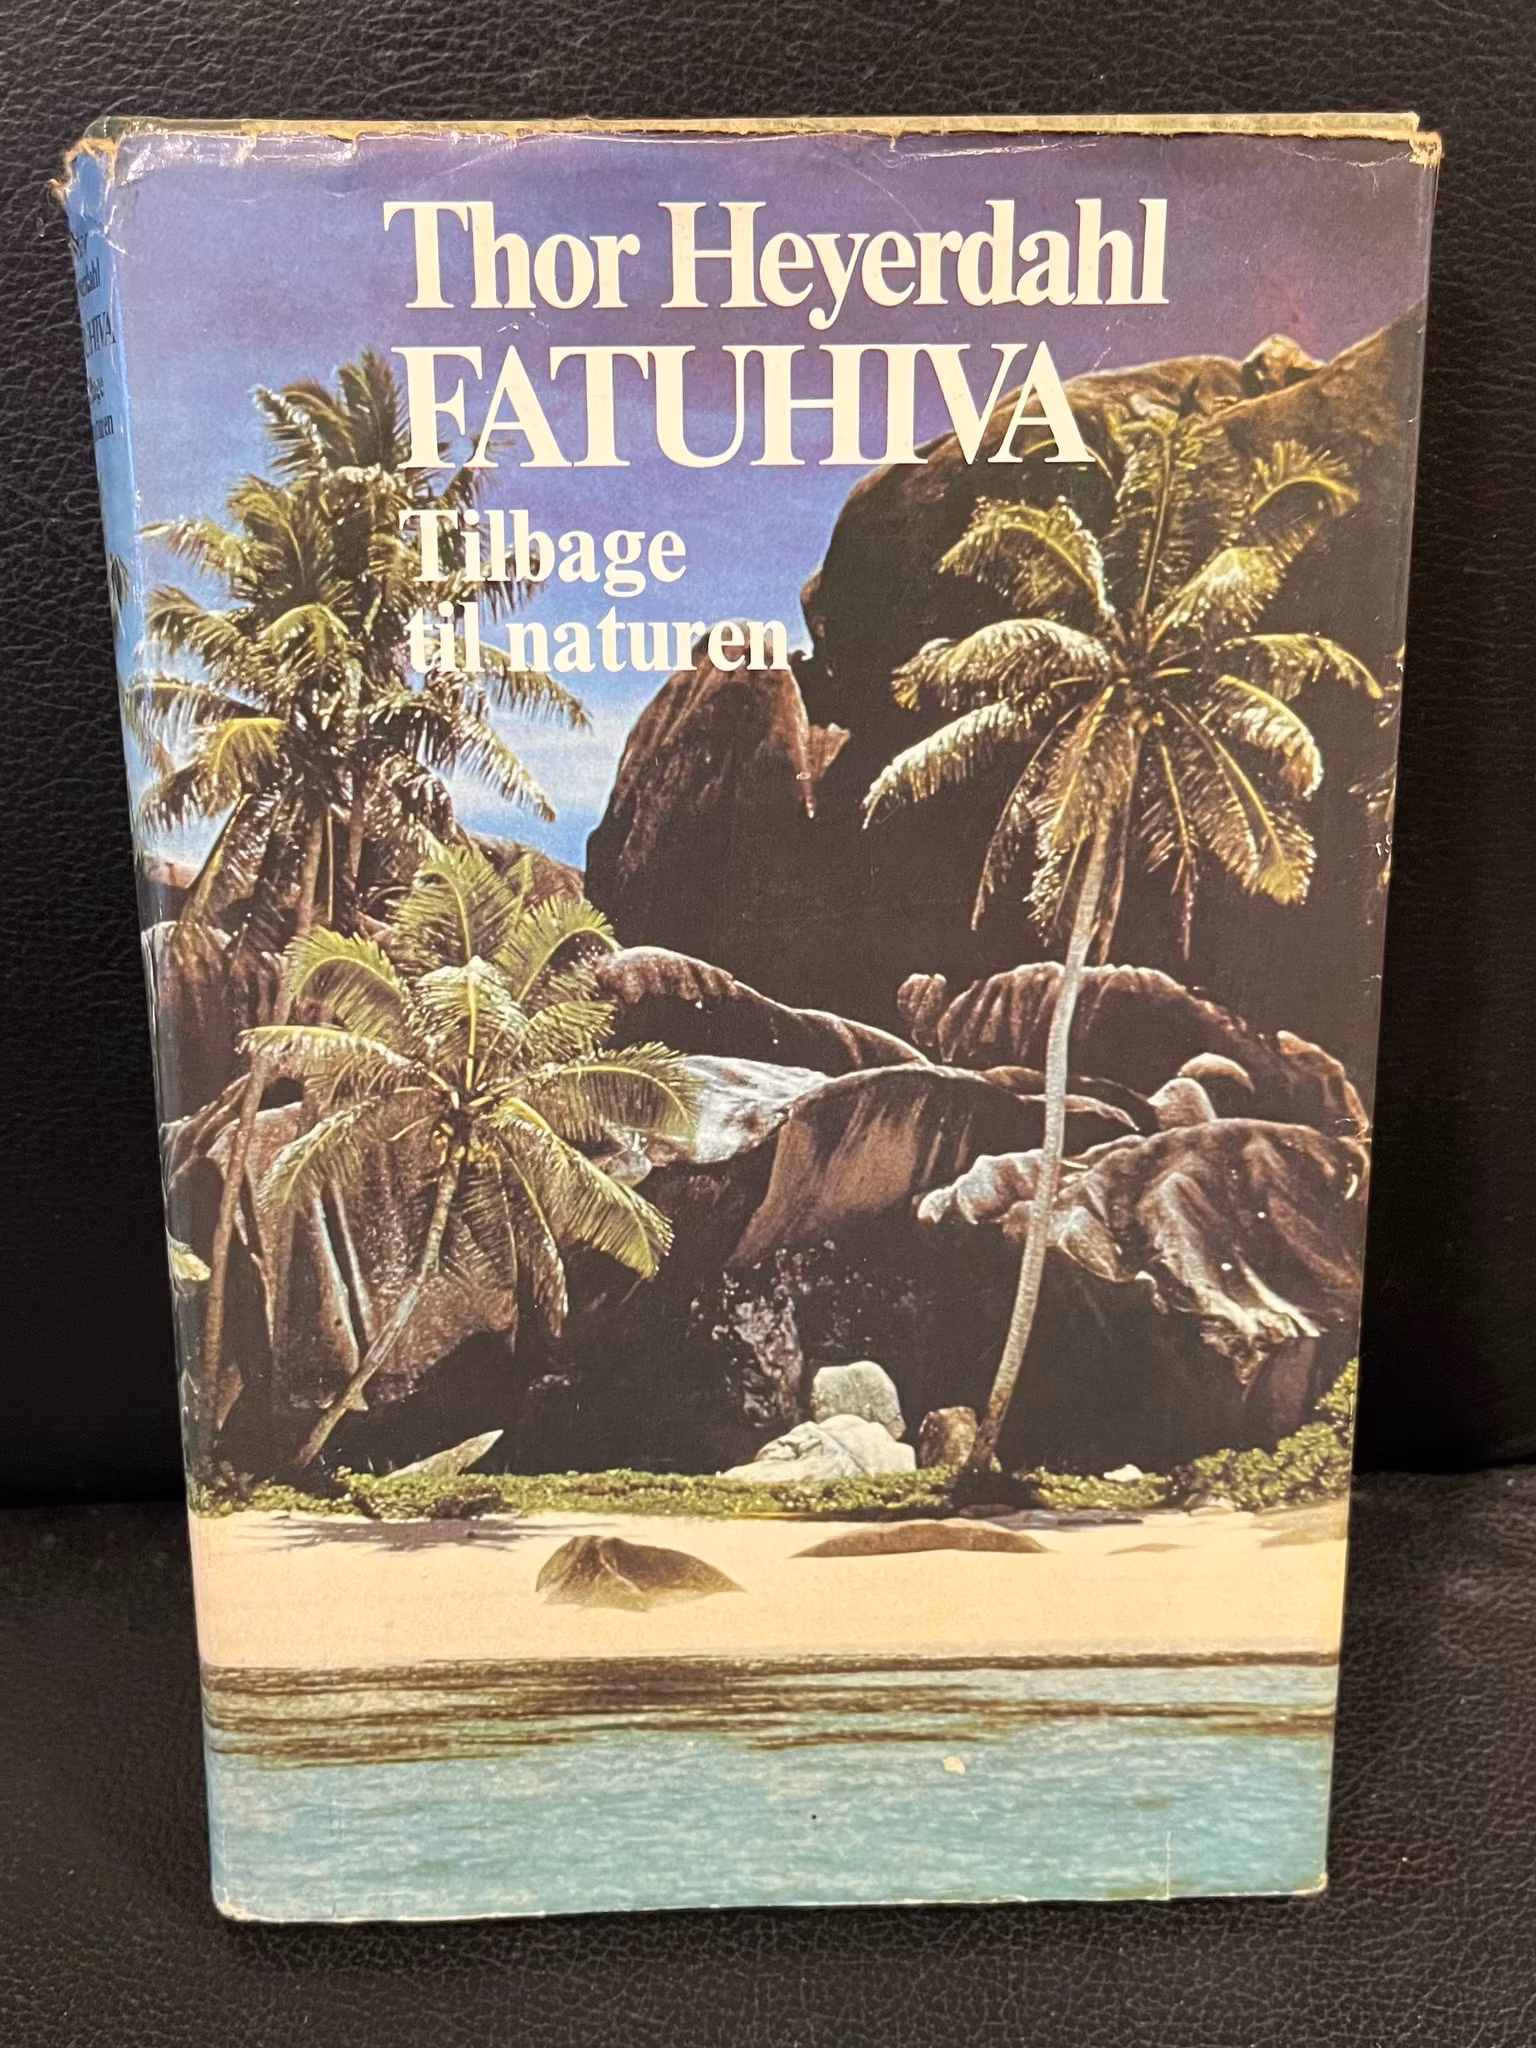 Thor Heyerdahl
FATUHIVA
Tilbage
til naturen